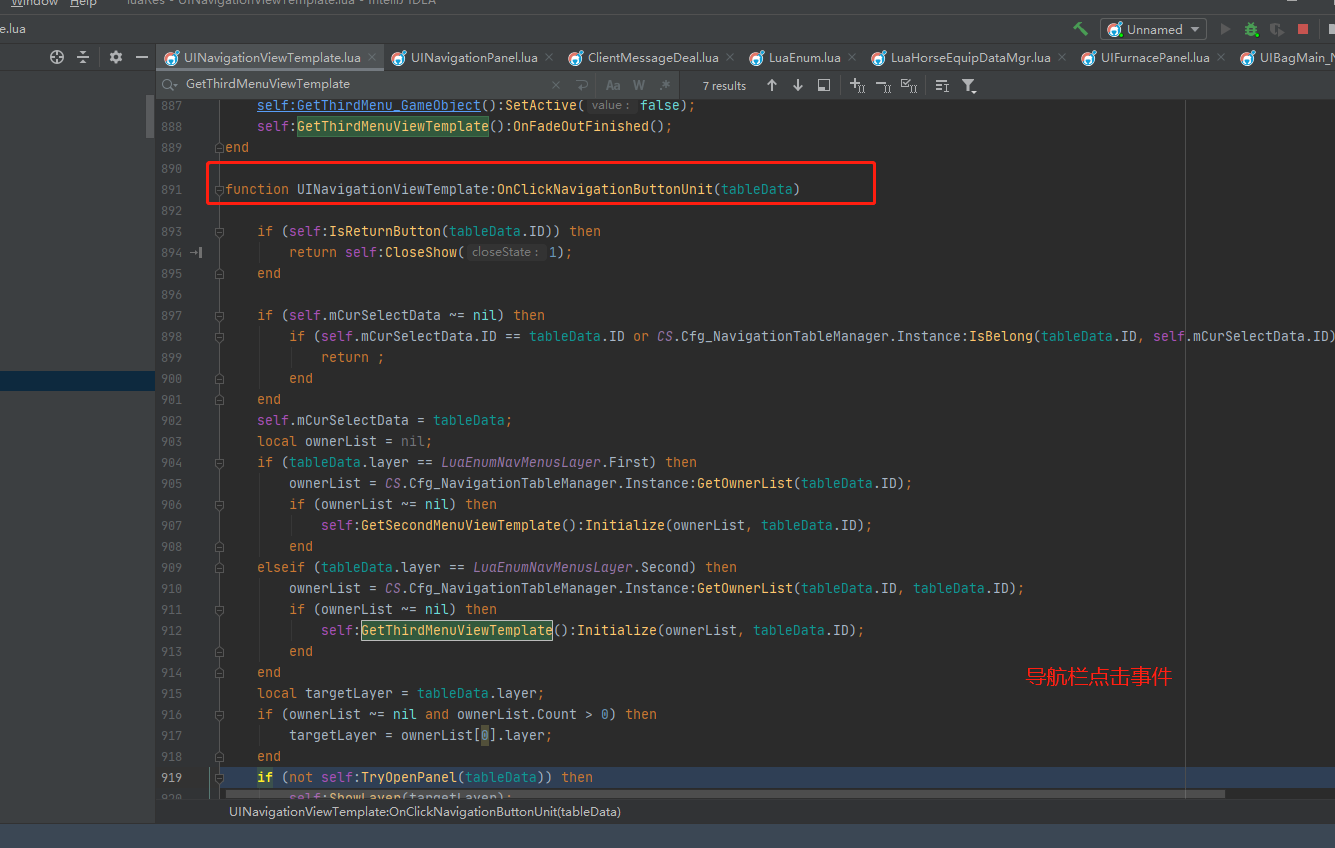 Window Help luaRes - UINavigationViewTemplate.lua - IntelliJ IDEA
e.lua Unnamed
UINavigationViewTemplate.lua UINavigationPanel.lua ClientMessageDeal.lua LuaEnum.lua LuaHorseEquipDataMgr.lua UIFurnacePanel.lua UIBagMain_N
GetThirdMenuViewTemplate Aa W .* 7 results
887 self:GetThirdMenu_GameObject():SetActive( value: false);
888 self:GetThirdMenuViewTemplate():OnFadeOutFinished();
889 end
890
891 function UINavigationViewTemplate:OnClickNavigationButtonUnit(tableData)
892
893 if (self:IsReturnButton(tableData.ID)) then
894 return self:CloseShow( closeState: 1);
895 end
896
897 if (self.mCurSelectData ~= nil) then
898 if (self.mCurSelectData.ID == tableData.ID or CS.Cfg_NavigationTableManager.Instance:IsBelong(tableData.ID, self.mCurSelectData.ID)
899 return ;
900 end
901 end
902 self.mCurSelectData = tableData;
903 local ownerList = nil;
904 if (tableData.layer == LuaEnumNavMenusLayer.First) then
905 ownerList = CS.Cfg_NavigationTableManager.Instance:GetOwnerList(tableData.ID);
906 if (ownerList ~= nil) then
907 self:GetSecondMenuViewTemplate():Initialize(ownerList, tableData.ID);
908 end
909 elseif (tableData.layer == LuaEnumNavMenusLayer.Second) then
910 ownerList = CS.Cfg_NavigationTableManager.Instance:GetOwnerList(tableData.ID, tableData.ID);
911 if (ownerList ~= nil) then
912 self:GetThirdMenuViewTemplate():Initialize(ownerList, tableData.ID);
913 end
914 end
导航栏点击事件
915 local targetLayer = tableData.layer;
916 if (ownerList ~= nil and ownerList.Count > 0) then
917 targetLayer = ownerList[0].layer;
918 end
919 if (not self:TryOpenPanel(tableData)) then
920 self:ShowLayer(targetLayer);
UINavigationViewTemplate:OnClickNavigationButtonUnit(tableData)